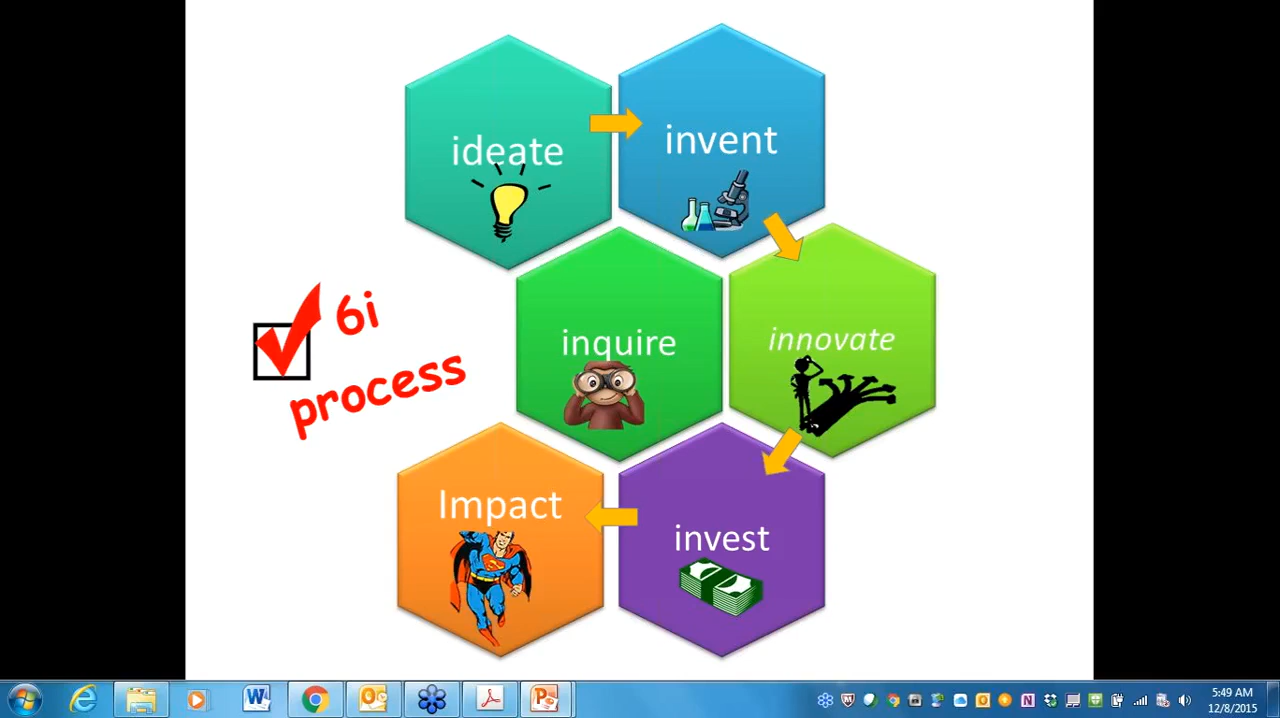 ideate
invent
inquire
innovate
6i
process
Impact
invest
5:49 AM
12/8/2015